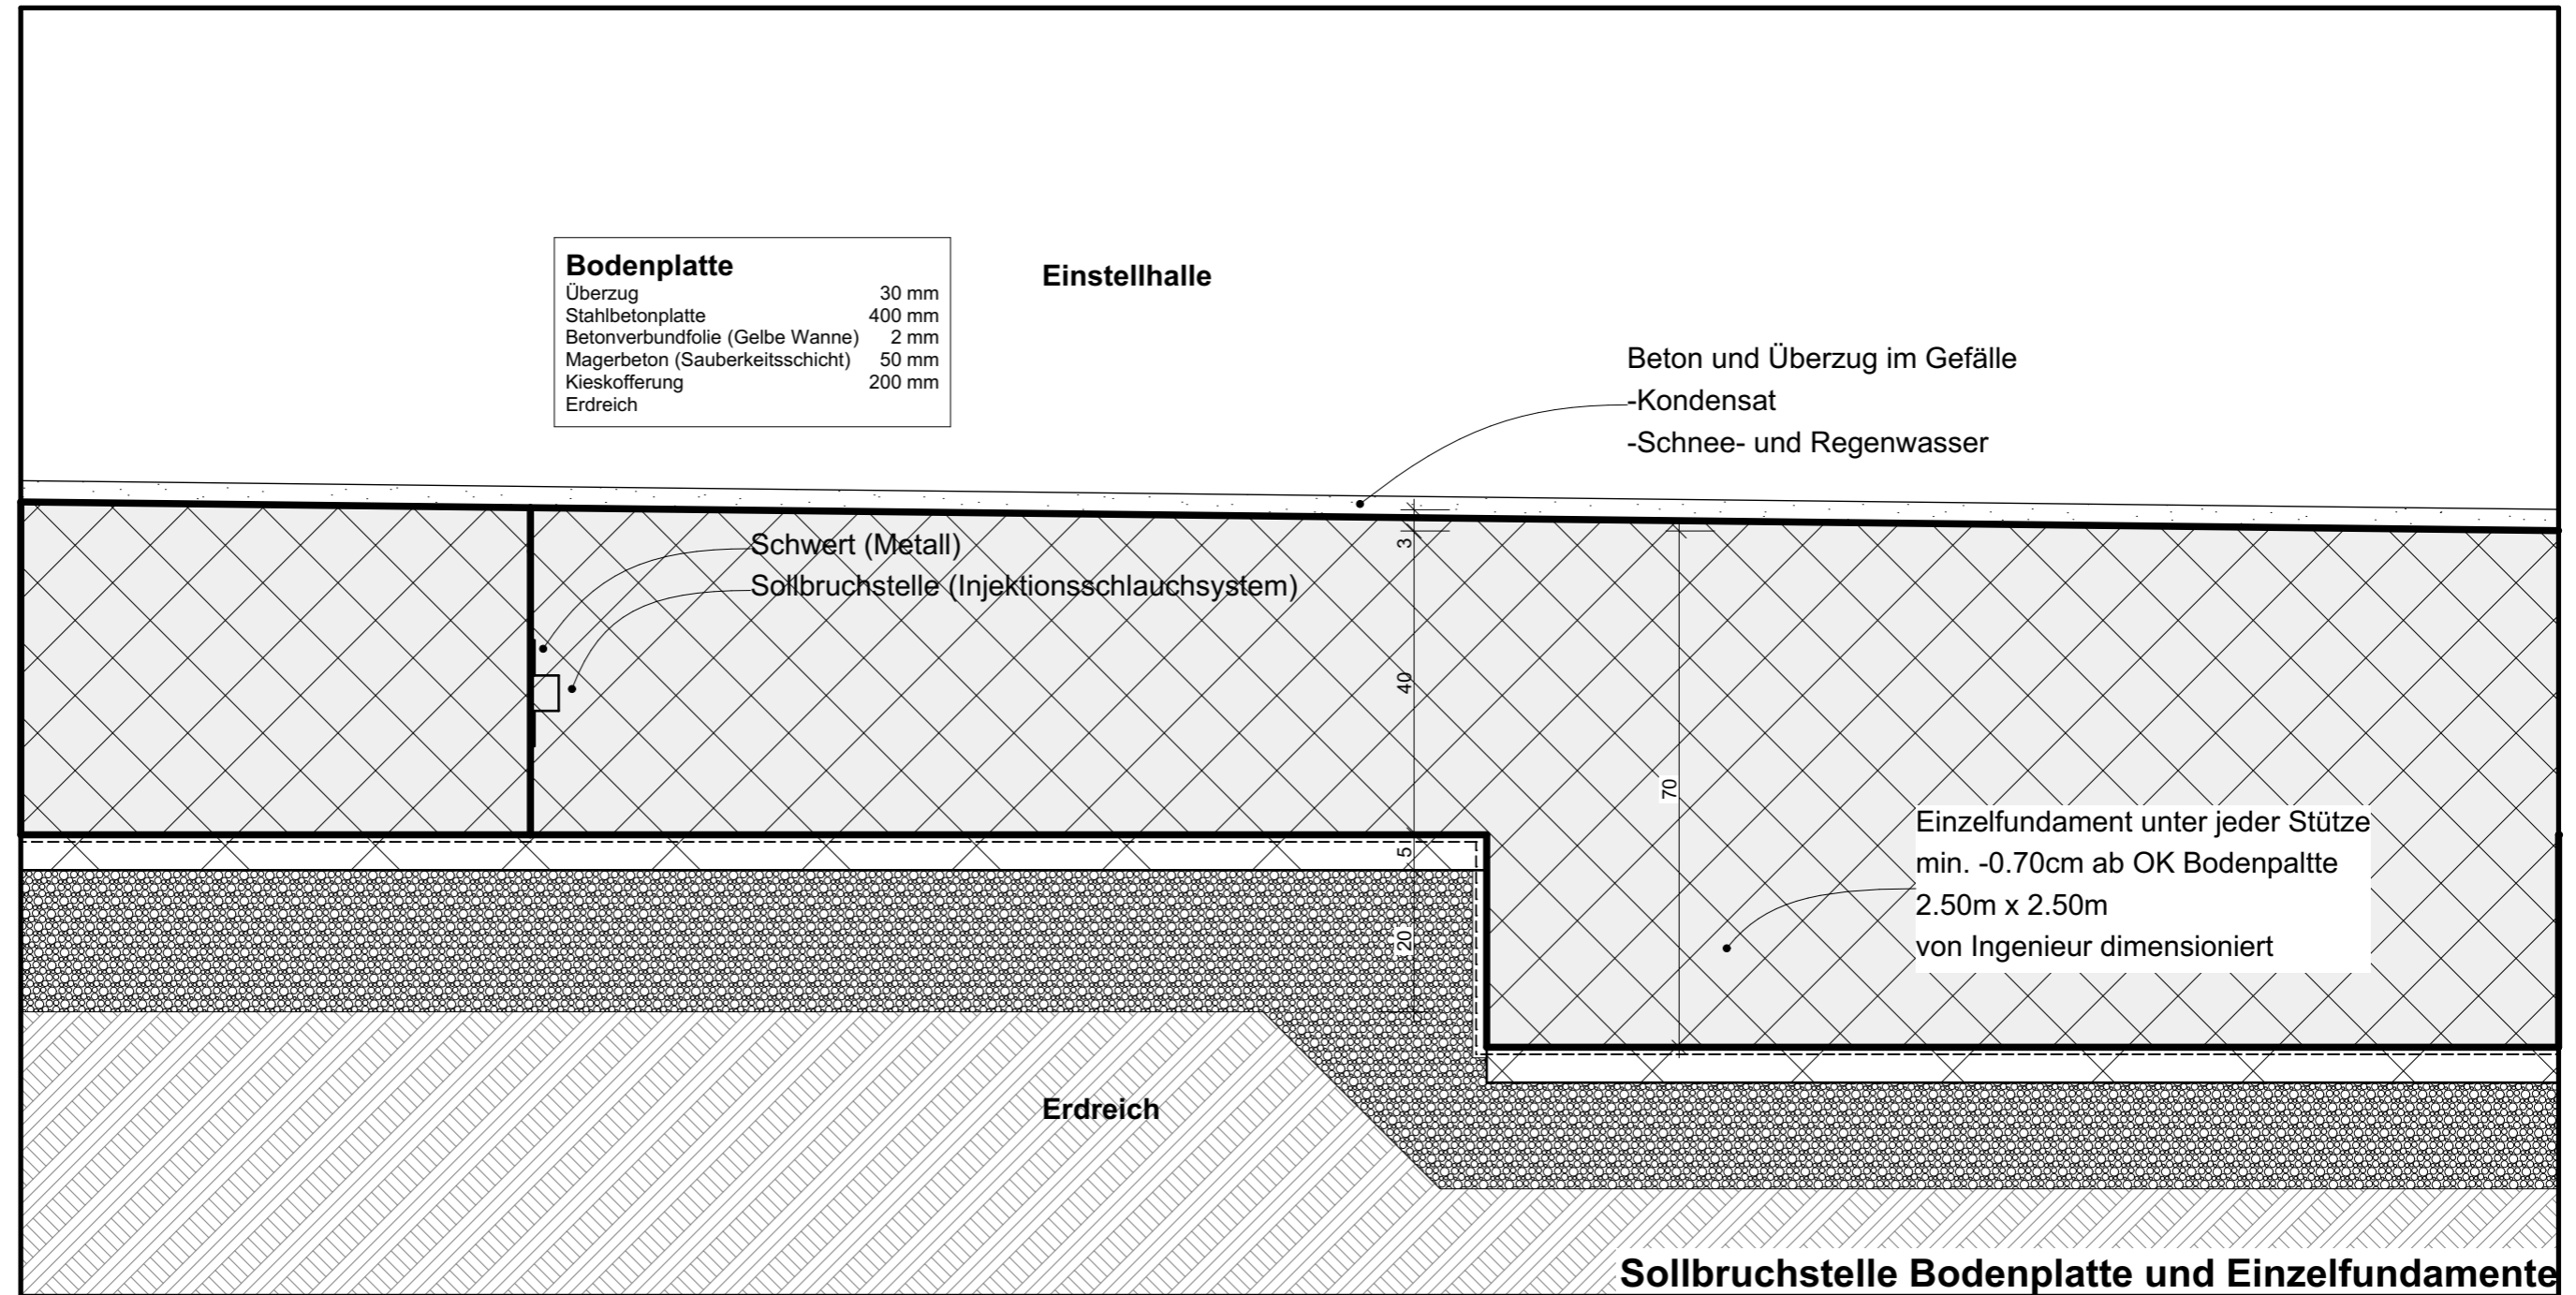 Bodenplatte
Überzug 30 mm
Stahlbetonplatte 400 mm
Betonverbundfolie (Gelbe Wanne) 2 mm
Magerbeton (Sauberkeitsschicht) 50 mm
Kieskofferung 200 mm
Erdreich
Einstellhalle
Beton und Überzug im Gefälle
-Kondensat
-Schnee- und Regenwasser
Schwert (Metall)
Sollbruchstelle (Injektionsschlauchsystem)
3
40
5
20
70
Einzelfundament unter jeder Stütze
min. -0.70cm ab OK Bodenpaltte
2.50m x 2.50m
von Ingenieur dimensioniert
Erdreich
Sollbruchstelle Bodenplatte und Einzelfundamente